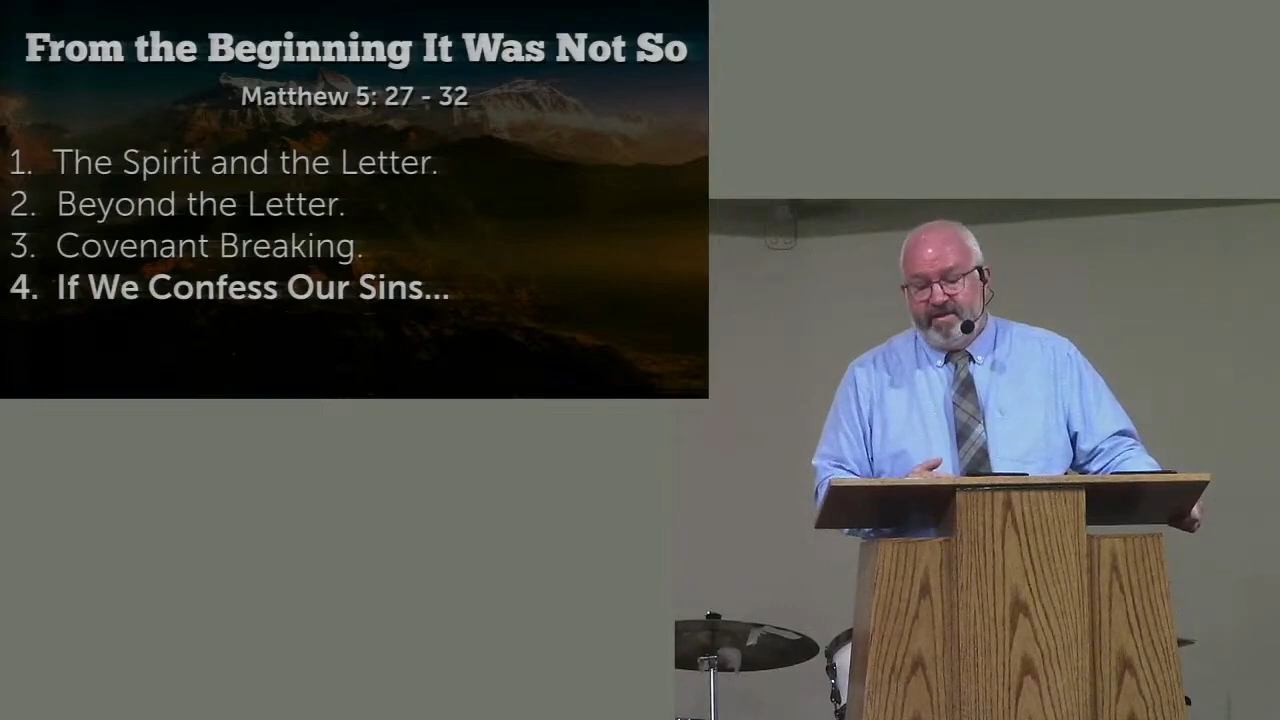 From the Beginning It Was Not So
Matthew 5: 27 - 32
1. The Spirit and the Letter.
2. Beyond the Letter.
3. Covenant Breaking.
4. If We Confess Our Sins...